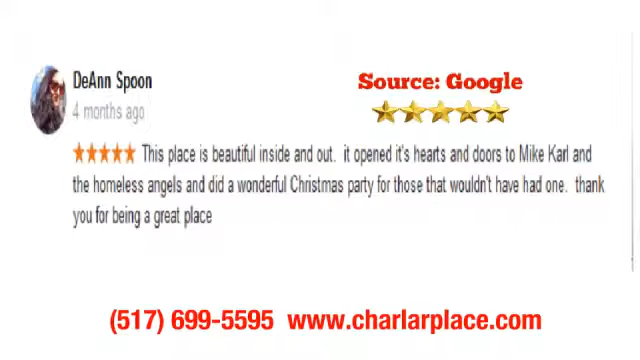 DeAnn Spoon
Source: Google
4 months ago
This place is beautiful inside and out. it opened it's hearts and doors to Mike Karl and
the homeless angels and did a wonderful Christmas party for those that wouldn't have had one. thank
you for being a great place
(517) 699-5595 www.charlarplace.com